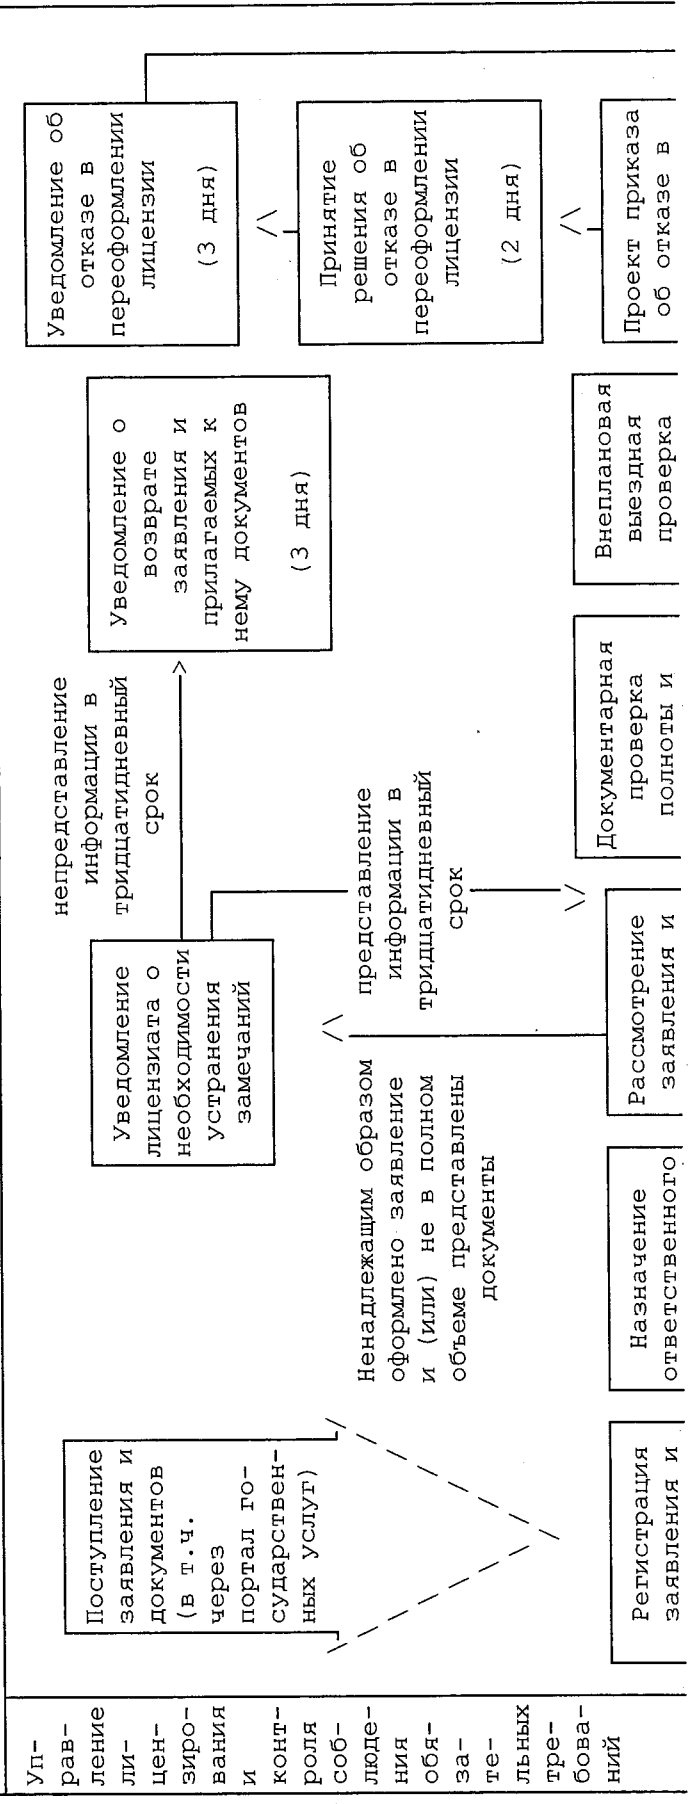 Уп-
рав-
ление
ли-
цен-
зиро-
вания
и
конт-
роля
соб-
люде-
ния
обя-
за-
те-
льных
тре-
бова-
ний
Поступление
заявления и
документов
(в т.ч.
через
портал го-
сударствен-
ных услуг)
Уведомление
лицензиата о
необходимости
устранения
замечаний
непредставление
информации в
тридцатидневный
срок
Уведомление о
возврате
заявления и
прилагаемых к
нему документов
(3 дня)
Уведомление об
отказе в
переоформлении
лицензии
(3 дня)
Ненадлежащим образом
оформлено заявление
и (или) не в полном
объеме представлены
документы
представление
информации в
тридцатидневный
срок
Принятие
решения об
отказе в
переоформлении
лицензии
(2 дня)
Регистрация
заявления и
Назначение
ответственного
Рассмотрение
заявления и
Документарная
проверка
полноты и
Внеплановая
выездная
проверка
Проект приказа
об отказе в